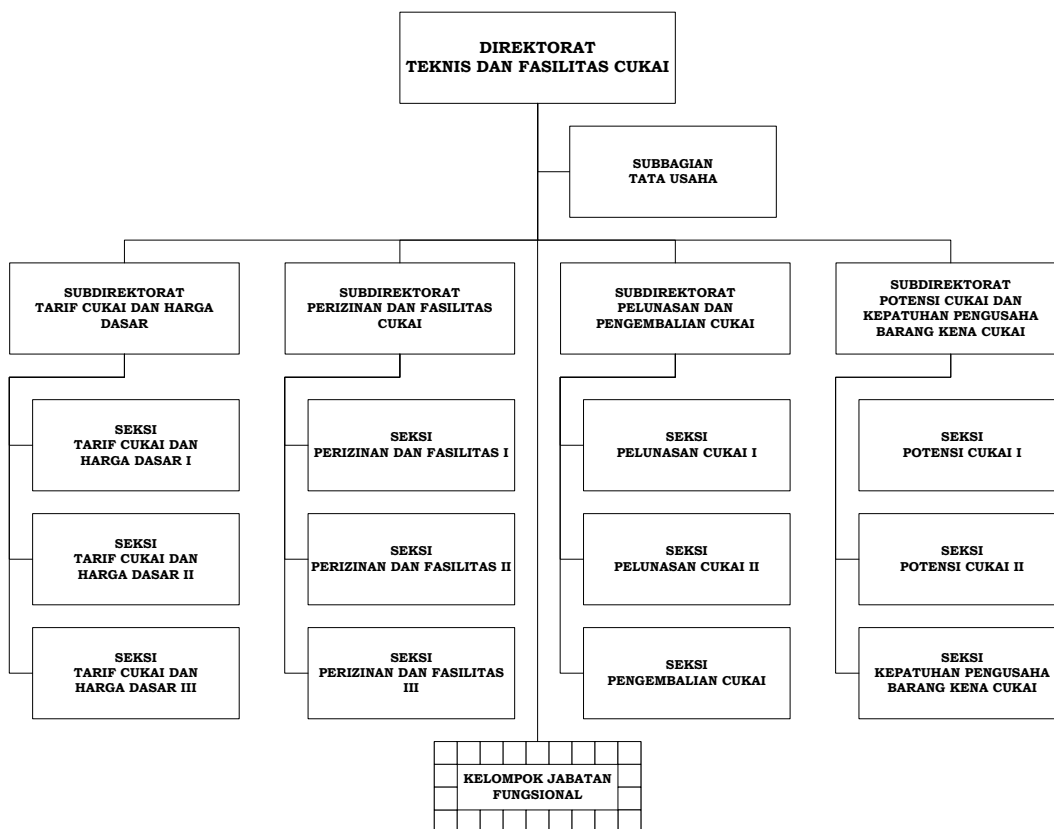 DIREKTORAT
TEKNIS DAN FASILITAS CUKAI
SUBBAGIAN
TATA USAHA
SUBDIREKTORAT
TARIF CUKAI DAN HARGA
DASAR
SUBDIREKTORAT
PERIZINAN DAN FASILITAS
CUKAI
SUBDIREKTORAT
PELUNASAN DAN
PENGEMBALIAN CUKAI
SUBDIREKTORAT
POTENSI CUKAI DAN
KEPATUHAN PENGUSAHA
BARANG KENA CUKAI
SEKSI
TARIF CUKAI DAN
HARGA DASAR I
SEKSI
PERIZINAN DAN FASILITAS I
SEKSI
PELUNASAN CUKAI I
SEKSI
POTENSI CUKAI I
SEKSI
TARIF CUKAI DAN
HARGA DASAR II
SEKSI
PERIZINAN DAN FASILITAS II
SEKSI
PELUNASAN CUKAI II
SEKSI
POTENSI CUKAI II
SEKSI
TARIF CUKAI DAN
HARGA DASAR III
SEKSI
PERIZINAN DAN FASILITAS
III
SEKSI
PENGEMBALIAN CUKAI
SEKSI
KEPATUHAN PENGUSAHA
BARANG KENA CUKAI
KELOMPOK JABATAN
FUNGSIONAL